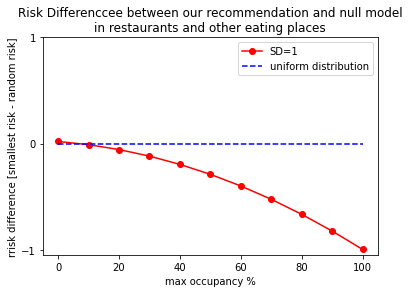 Risk Differenccee between our recommendation and null model
in restaurants and other eating places
rrisk difference [smallest risk - random risk]
1
0
−1
SD=1
uniform distribution
0
20
40
60
80
100
max occupancy %